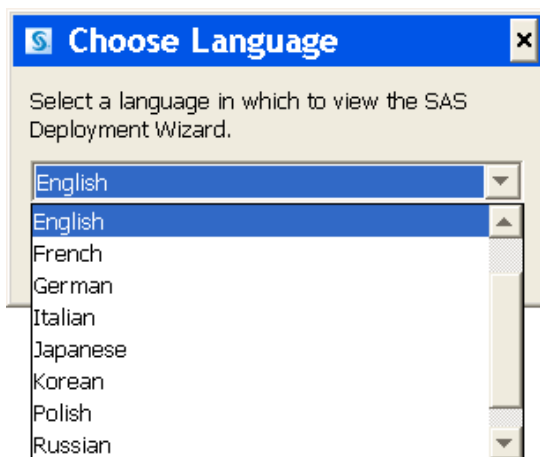 Choose Language
Select a language in which to view the SAS
Deployment Wizard.
English
English
French
German
Italian
Japanese
Korean
Polish
Russian